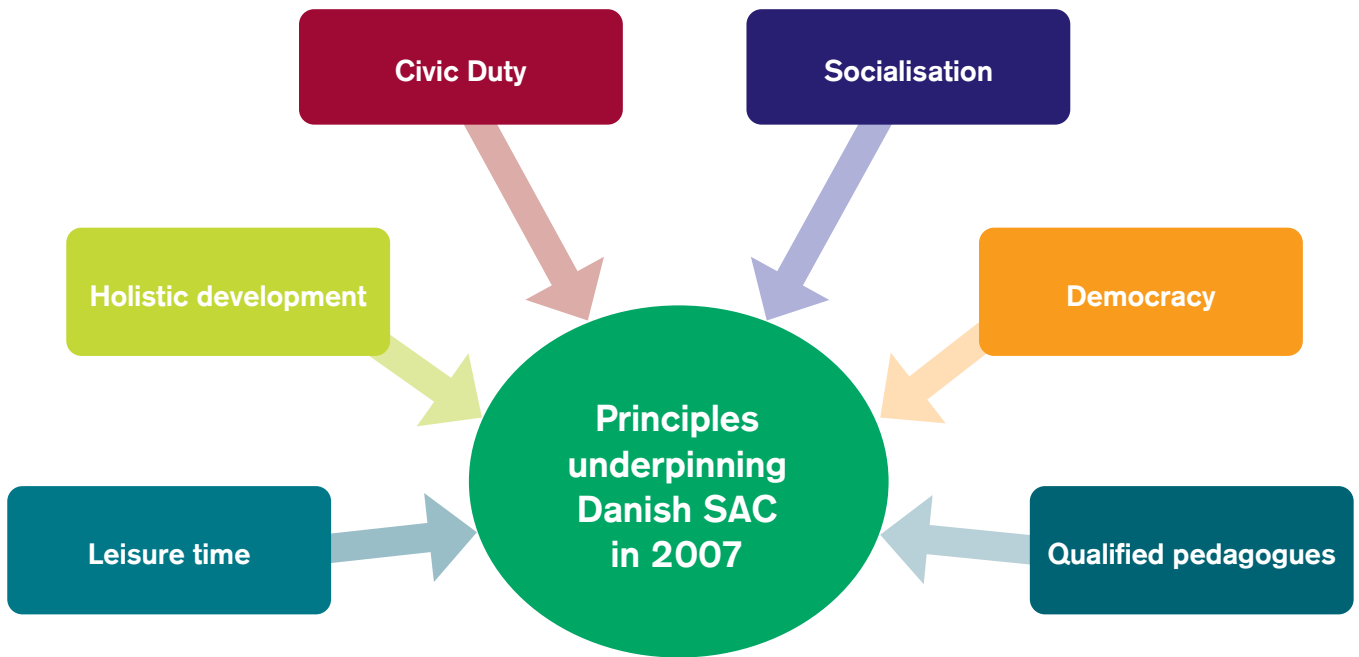 Civic Duty
Socialisation
Holistic development
Democracy
Principles
underpinning
Danish SAC
in 2007
Leisure time
Qualified pedagogues